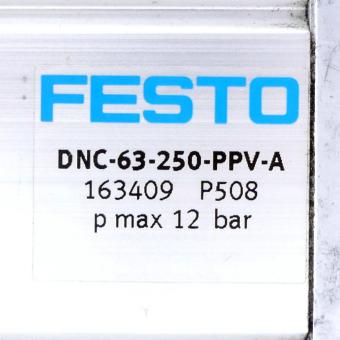 FESTO
DNC-63-250-PPV-A
163409 P508
p max 12 bar